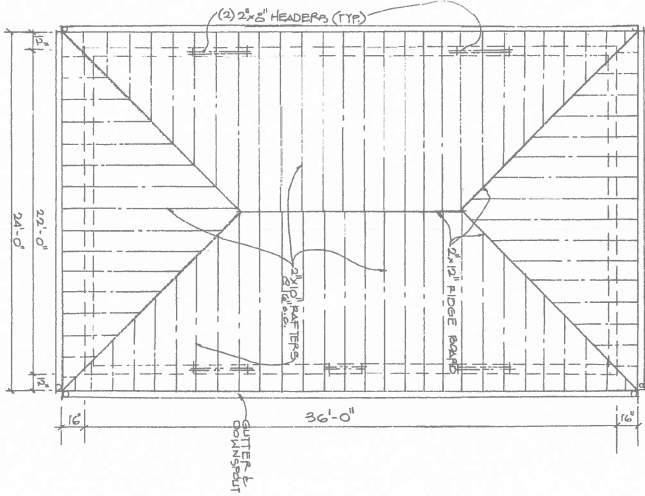 (2) 2"x8" HEADERS (TYP.)
12"
24'-0"
22'-0"
12"
2"x10" RAFTERS
@ 16" o.c.
2"x12" RIDGE BOARD
16"
36'-0"
16"
GUTTER &
DOWNSPOUT